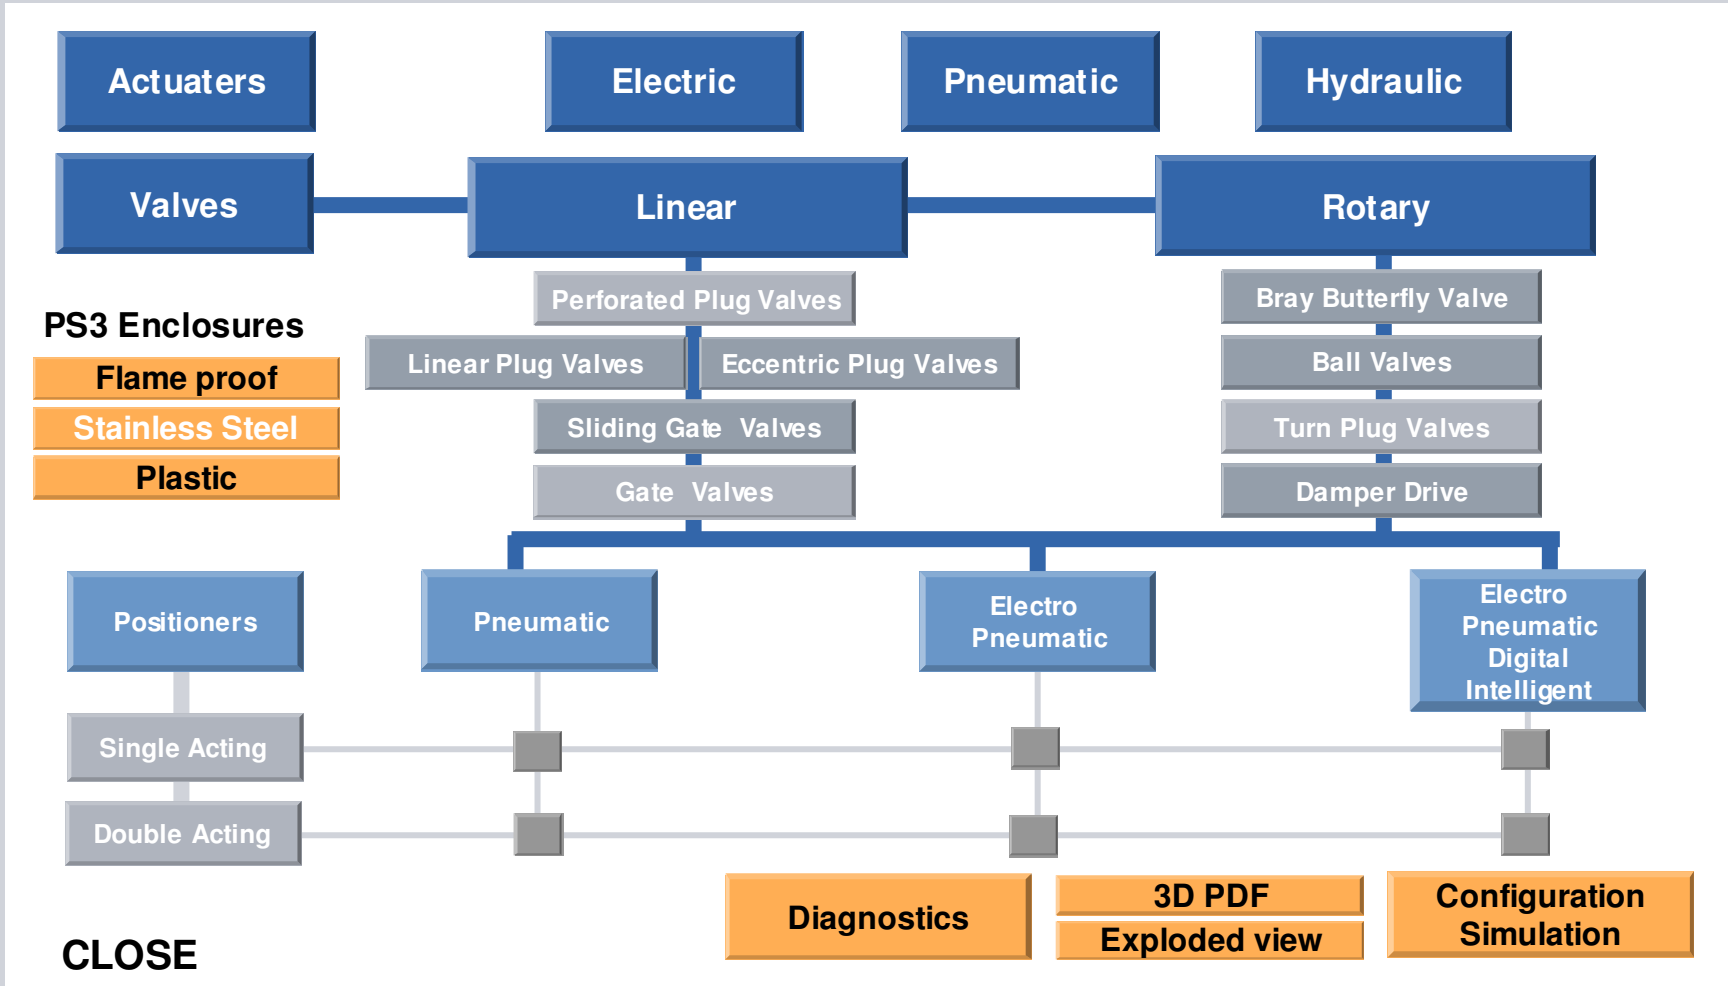 Actuaters
Electric
Pneumatic
Hydraulic
Valves
Linear
Rotary
Perforated Plug Valves
Linear Plug Valves
Eccentric Plug Valves
Sliding Gate Valves
Gate Valves
Bray Butterfly Valve
Ball Valves
Turn Plug Valves
Damper Drive
PS3 Enclosures
Flame proof
Stainless Steel
Plastic
Positioners
Pneumatic
Electro
Pneumatic
Electro
Pneumatic
Digital
Intelligent
Single Acting
Double Acting
Diagnostics
3D PDF
Exploded view
Configuration
Simulation
CLOSE